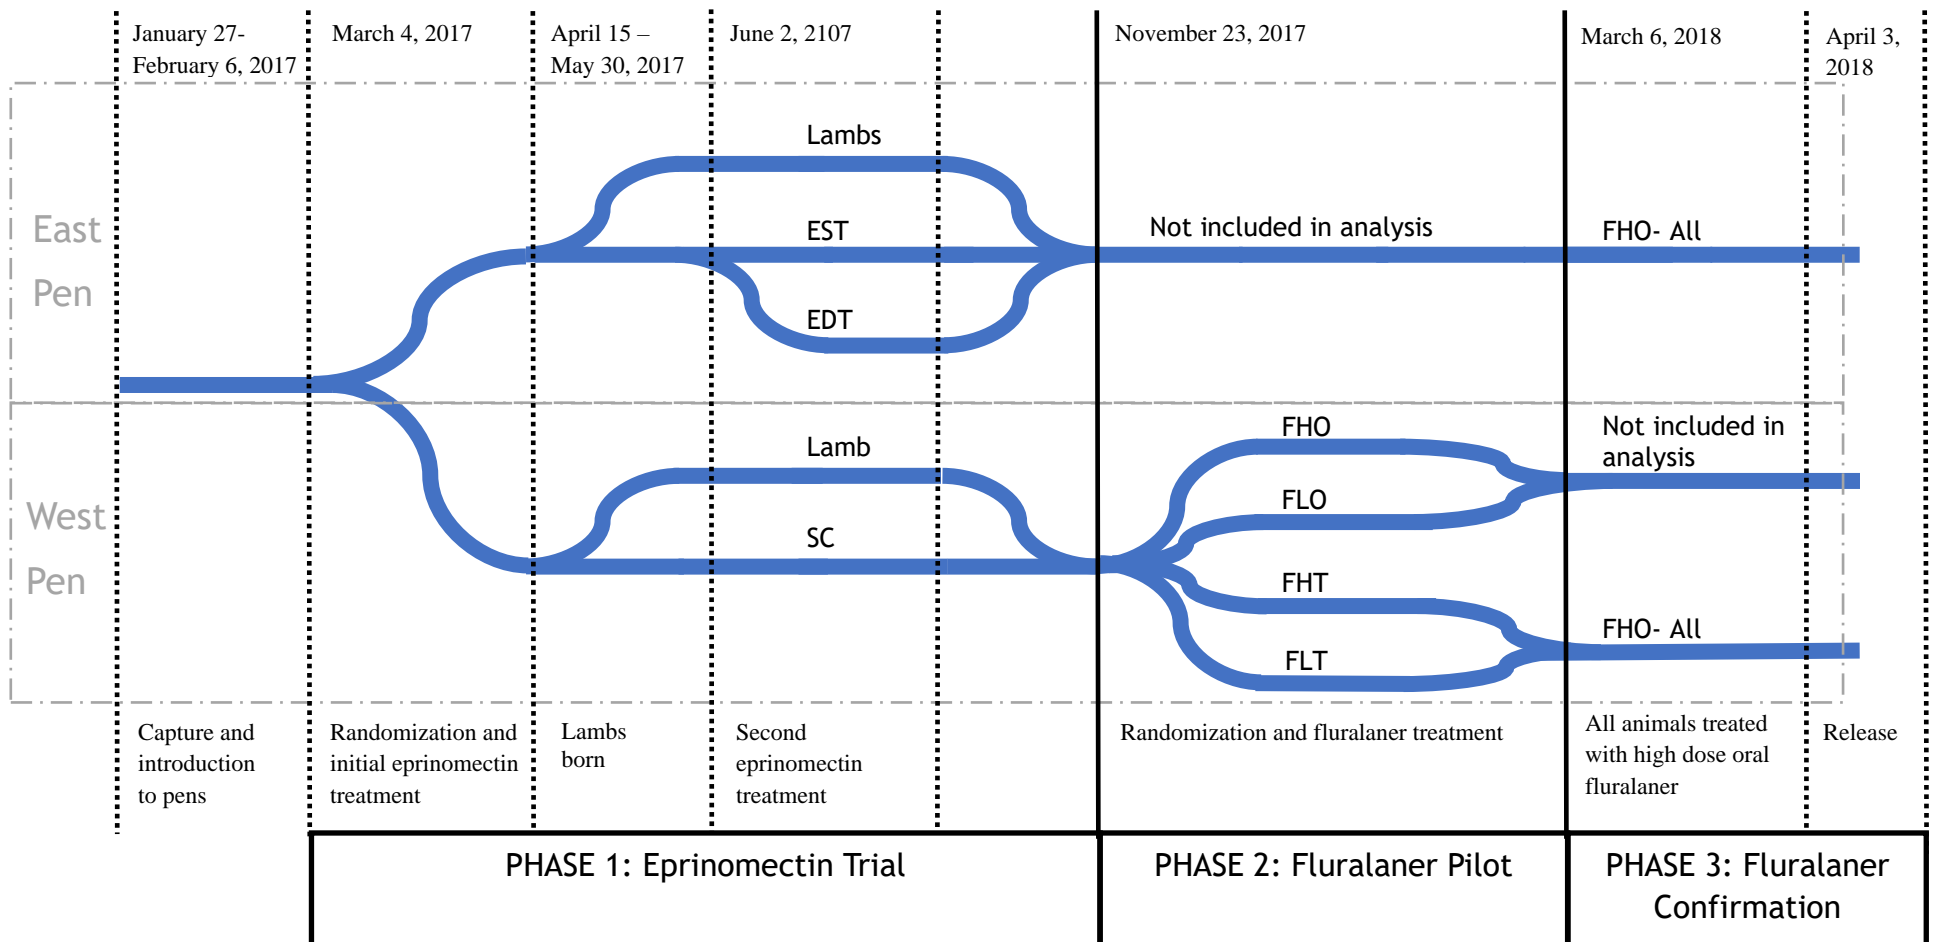 January 27-
February 6, 2017
March 4, 2017
April 15 –
May 30, 2017
June 2, 2107
November 23, 2017
March 6, 2018
April 3,
2018
East
Pen
Lambs
EST
EDT
Not included in analysis
FHO- All
West
Pen
Lamb
SC
FHO
FLO
FHT
FLT
Not included in
analysis
FHO- All
Capture and
introduction
to pens
Randomization and
initial eprinomectin
treatment
Lambs
born
Second
eprinomectin
treatment
Randomization and fluralaner treatment
All animals treated
with high dose oral
fluralaner
Release
PHASE 1: Eprinomectin Trial
PHASE 2: Fluralaner Pilot
PHASE 3: Fluralaner
Confirmation